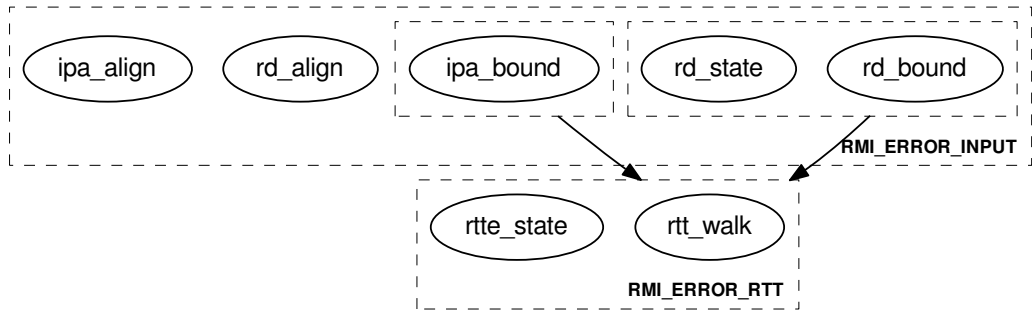 ipa_align rd_align ipa_bound rd_state rd_bound
RMI_ERROR_INPUT
rtte_state rtt_walk
RMI_ERROR_RTT